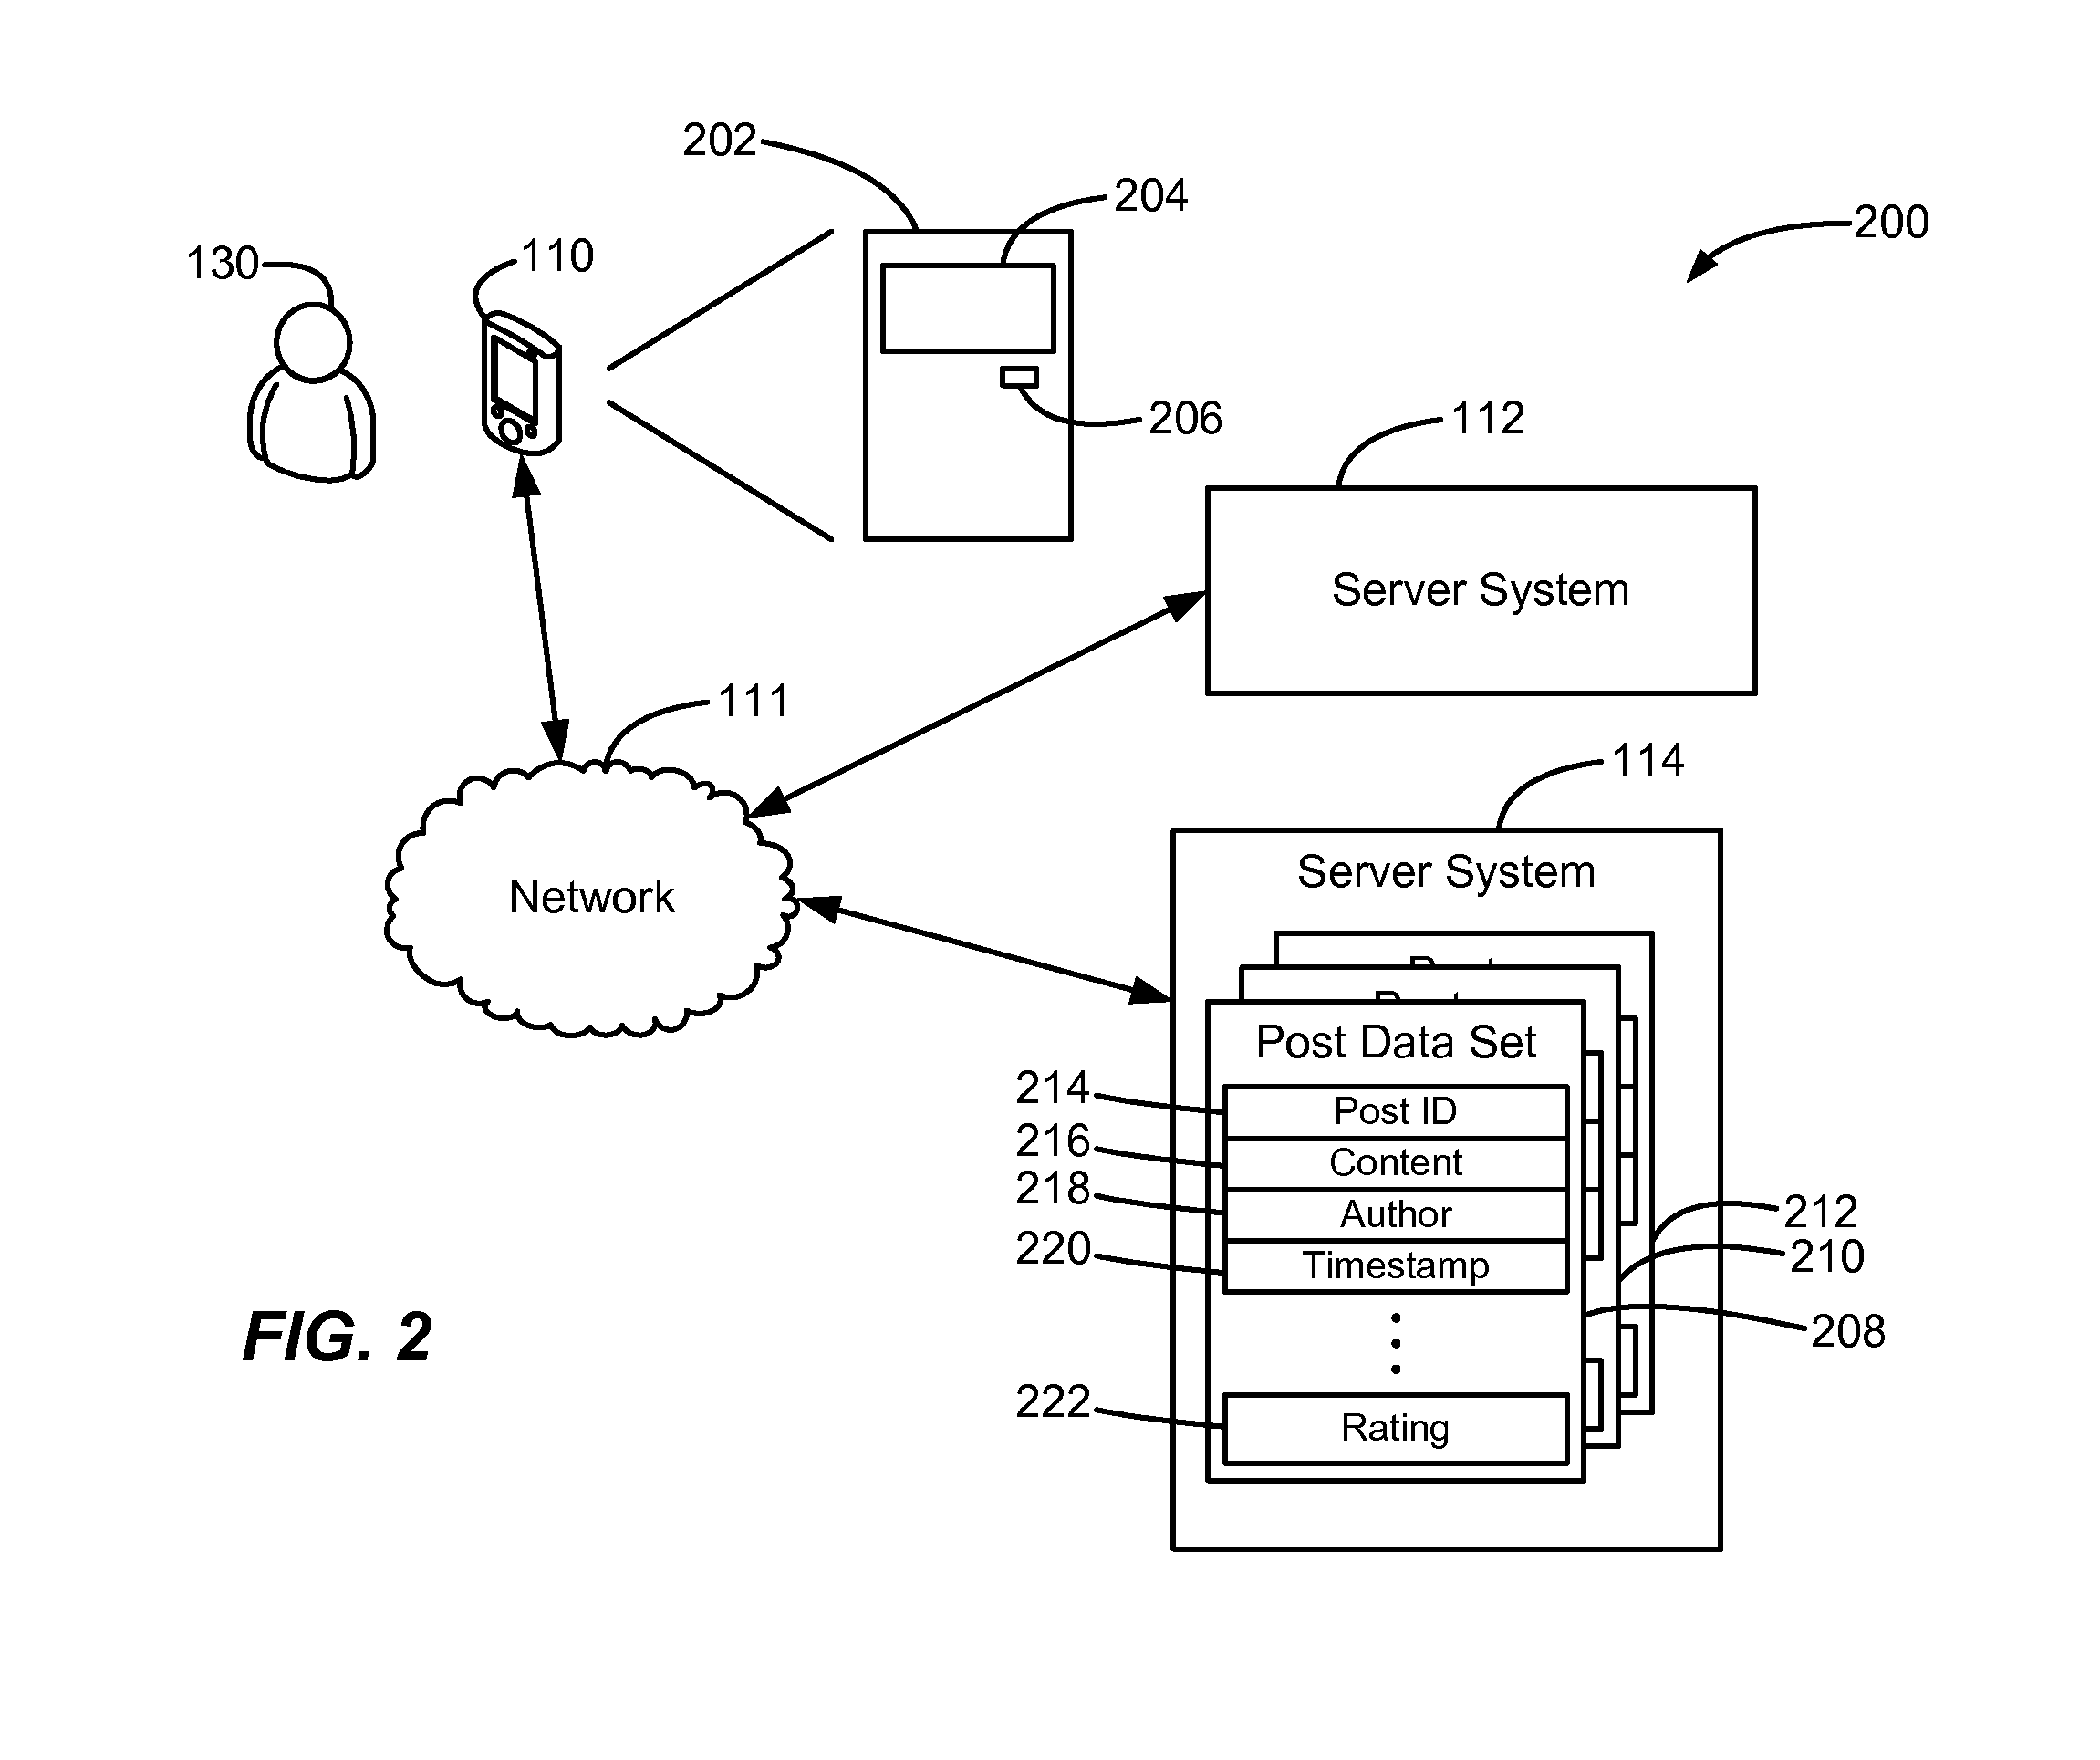 202
204
200
130
110
206
112
Server System
111
114
Network
Server System
Post Data Set
214
Post ID
216
Content
218
Author
212
220
Timestamp
210
FIG. 2
208
222
Rating